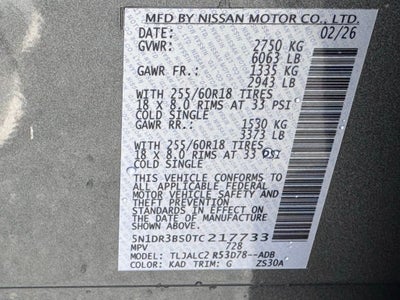 MFD BY NISSAN MOTOR CO., LTD.
DATE: 02/26
GVWR: 2750 KG
6063 LB
GAWR FR.: 1335 KG
2943 LB
WITH 255/60R18 TIRES
18 X 8.0 RIMS AT 33 PSI
COLD SINGLE
GAWR RR.: 1530 KG
3373 LB
WITH 255/60R18 TIRES
18 X 8.0 RIMS AT 33 PSI
COLD SINGLE
THIS VEHICLE CONFORMS TO
ALL APPLICABLE FEDERAL
MOTOR VEHICLE SAFETY AND
THEFT PREVENTION
STANDARDS IN EFFECT ON
THE DATE OF MANUFACTURE
SHOWN ABOVE.
5N1DR3BS0TC217733
MPV 728
MODEL: TLJALC2 R53D78--ADB
COLOR: KAD TRIM: G ZS30A